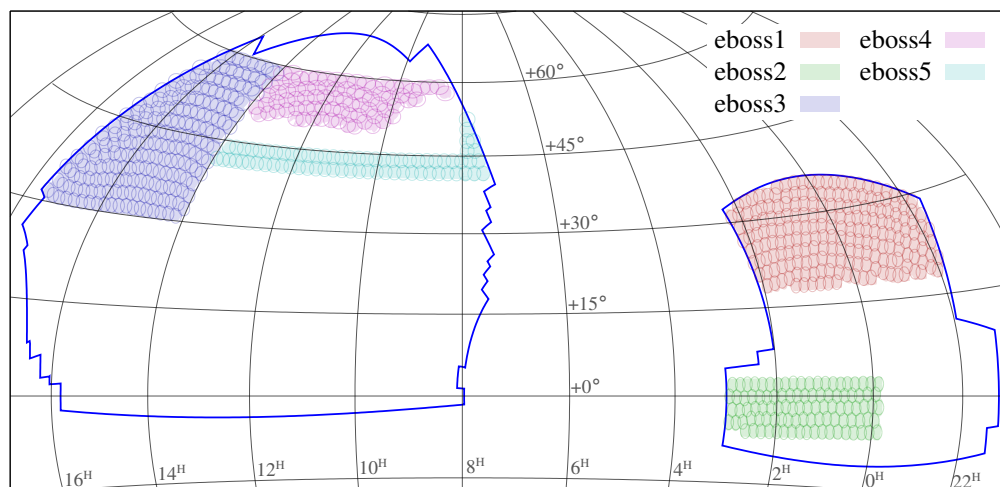 eboss1 eboss4
eboss2 eboss5
eboss3
+60°
+45°
+30°
+15°
+0°
16ᴴ 14ᴴ 12ᴴ 10ᴴ 8ᴴ 6ᴴ 4ᴴ 2ᴴ 0ᴴ 22ᴴ